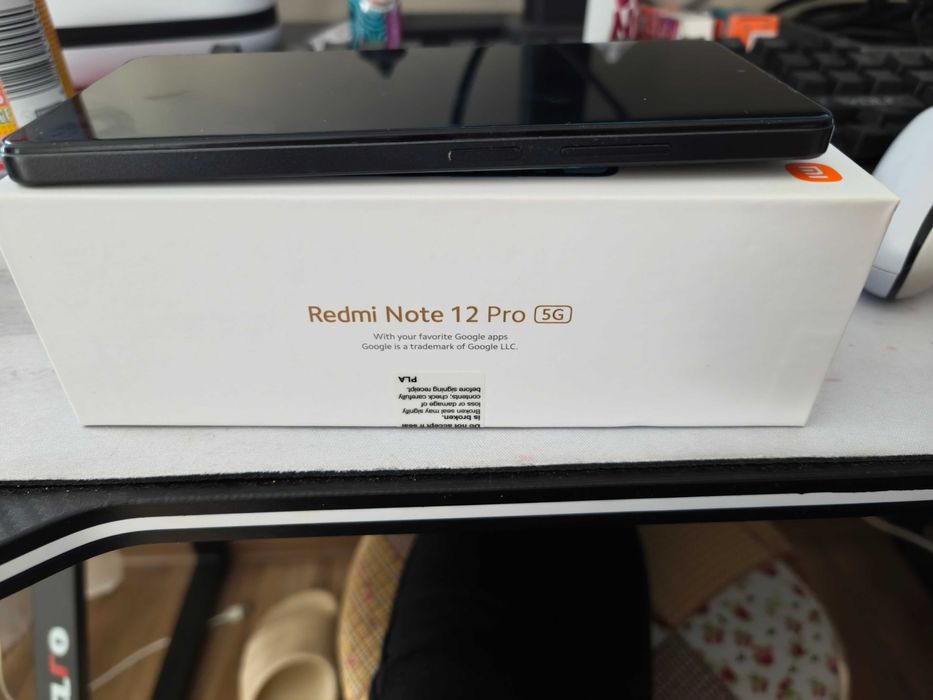 Redmi Note 12 Pro 5G
With your favorite Google apps
Google is a trademark of Google LLC.
Do not accept if seal
is broken.
Broken seal may signify
loss or damage of
contents, check carefully
before signing receipt.
PLA